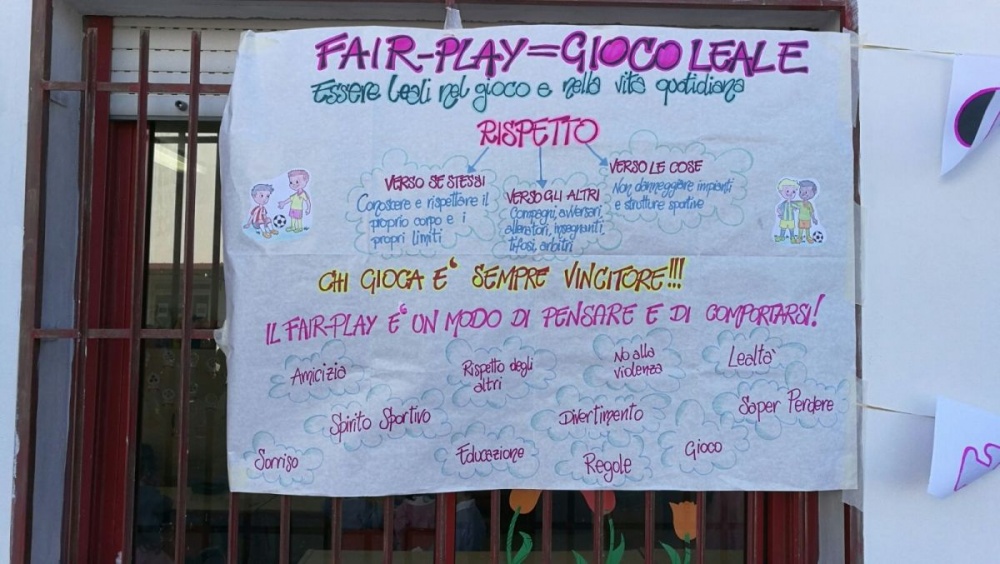 FAIR-PLAY=GIOCO LEALE
Essere leali nel gioco e nella vita quotidiana
RISPETTO
VERSO SE STESSI
Conoscere e rispettare il
proprio corpo e i
propri limiti
VERSO GLI ALTRI
Compagni, avversari,
allenatori, insegnanti,
tifosi, arbitri
VERSO LE COSE
Non danneggiare impianti
e strutture sportive
CHI GIOCA E' SEMPRE VINCITORE!!!
IL FAIR-PLAY E' UN MODO DI PENSARE E DI COMPORTARSI!
Amicizia
Rispetto degli
altri
No alla
violenza
Lealtà
Spirito Sportivo
Divertimento
Saper Perdere
Sorriso
Educazione
Regole
Gioco